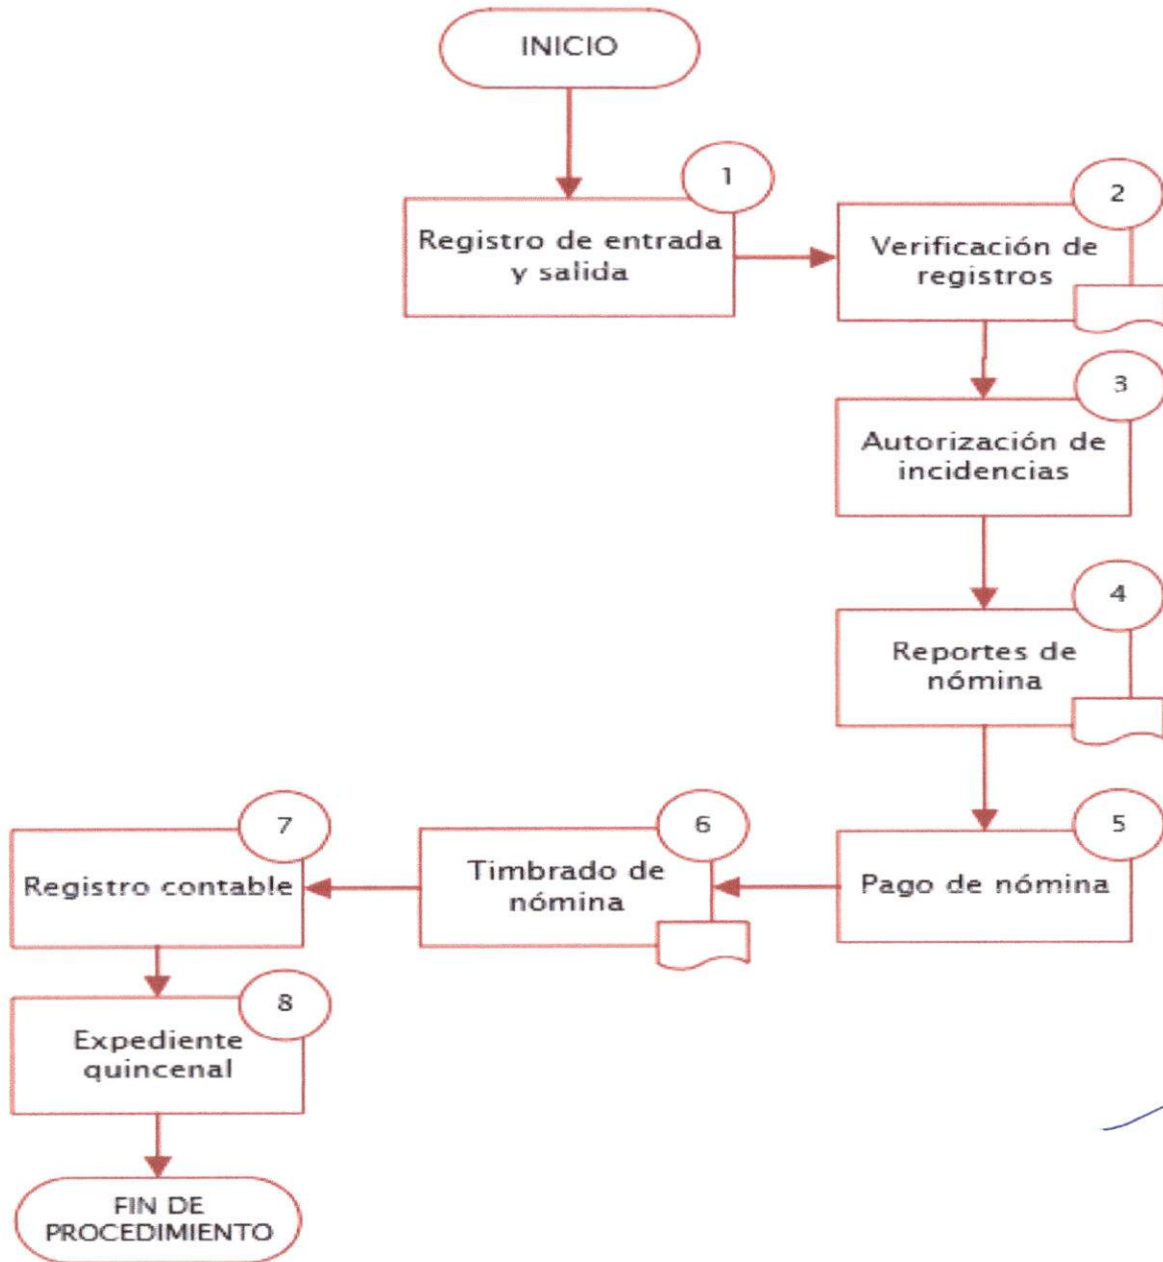 INICIO
1
Registro de entrada
y salida
2
Verificación de
registros
3
Autorización de
incidencias
4
Reportes de
nómina
5
Pago de nómina
6
Timbrado de
nómina
7
Registro contable
8
Expediente
quincenal
FIN DE
PROCEDIMIENTO